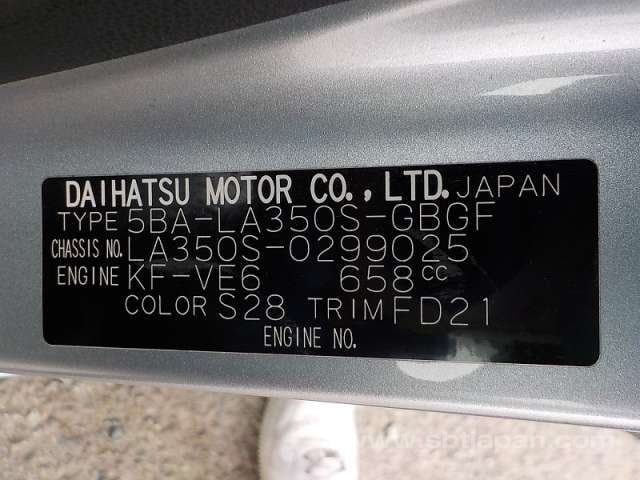 DAIHATSU MOTOR CO., LTD. JAPAN
TYPE 5BA-LA350S-GBGF
CHASSIS NO. LA350S-0299025
ENGINE KF-VE6 658cc
COLOR S28 TRIM FD21
ENGINE NO.
www.sbtjapan.com